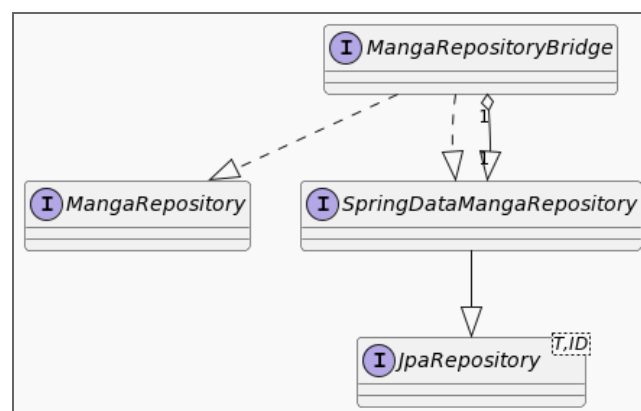 I MangaRepositoryBridge
1
1
I MangaRepository
I SpringDataMangaRepository
T,ID
I JpaRepository